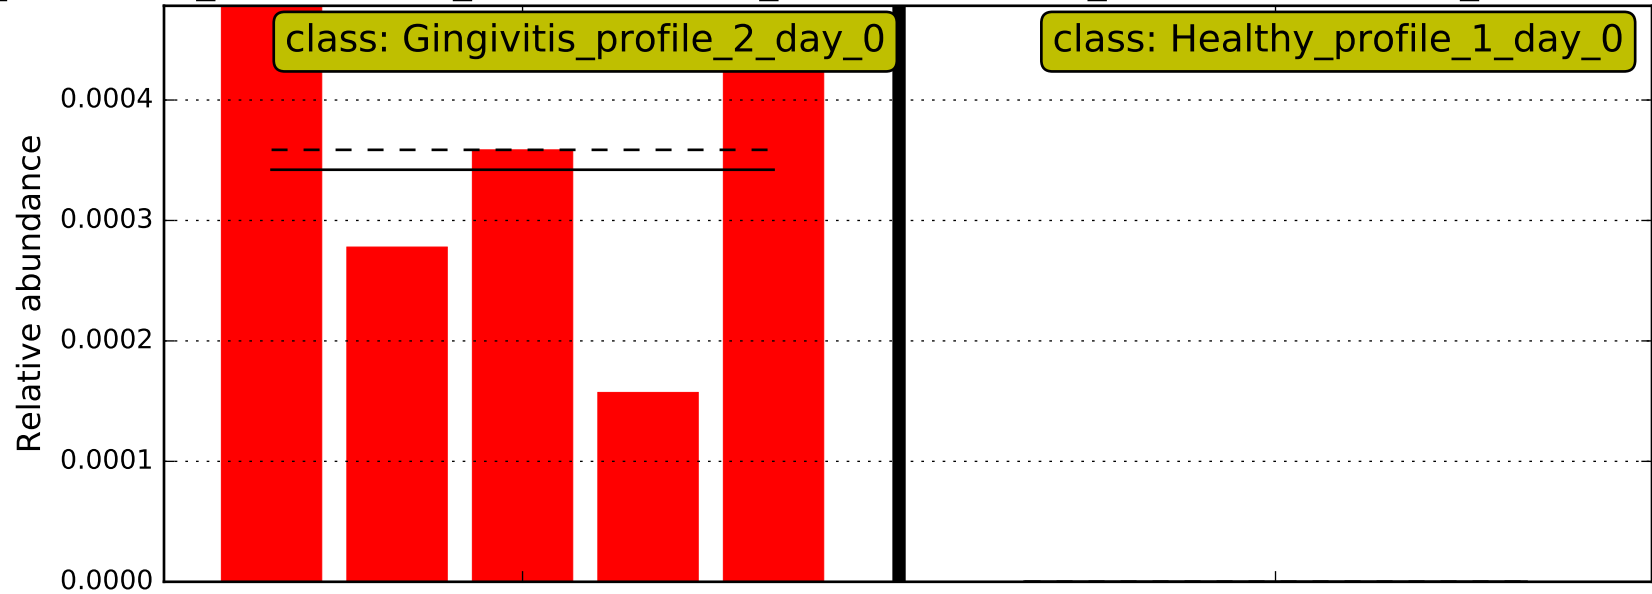 class: Gingivitis_profile_2_day_0
class: Healthy_profile_1_day_0
0.0004
0.0003
0.0002
0.0001
0.0000
Relative abundance